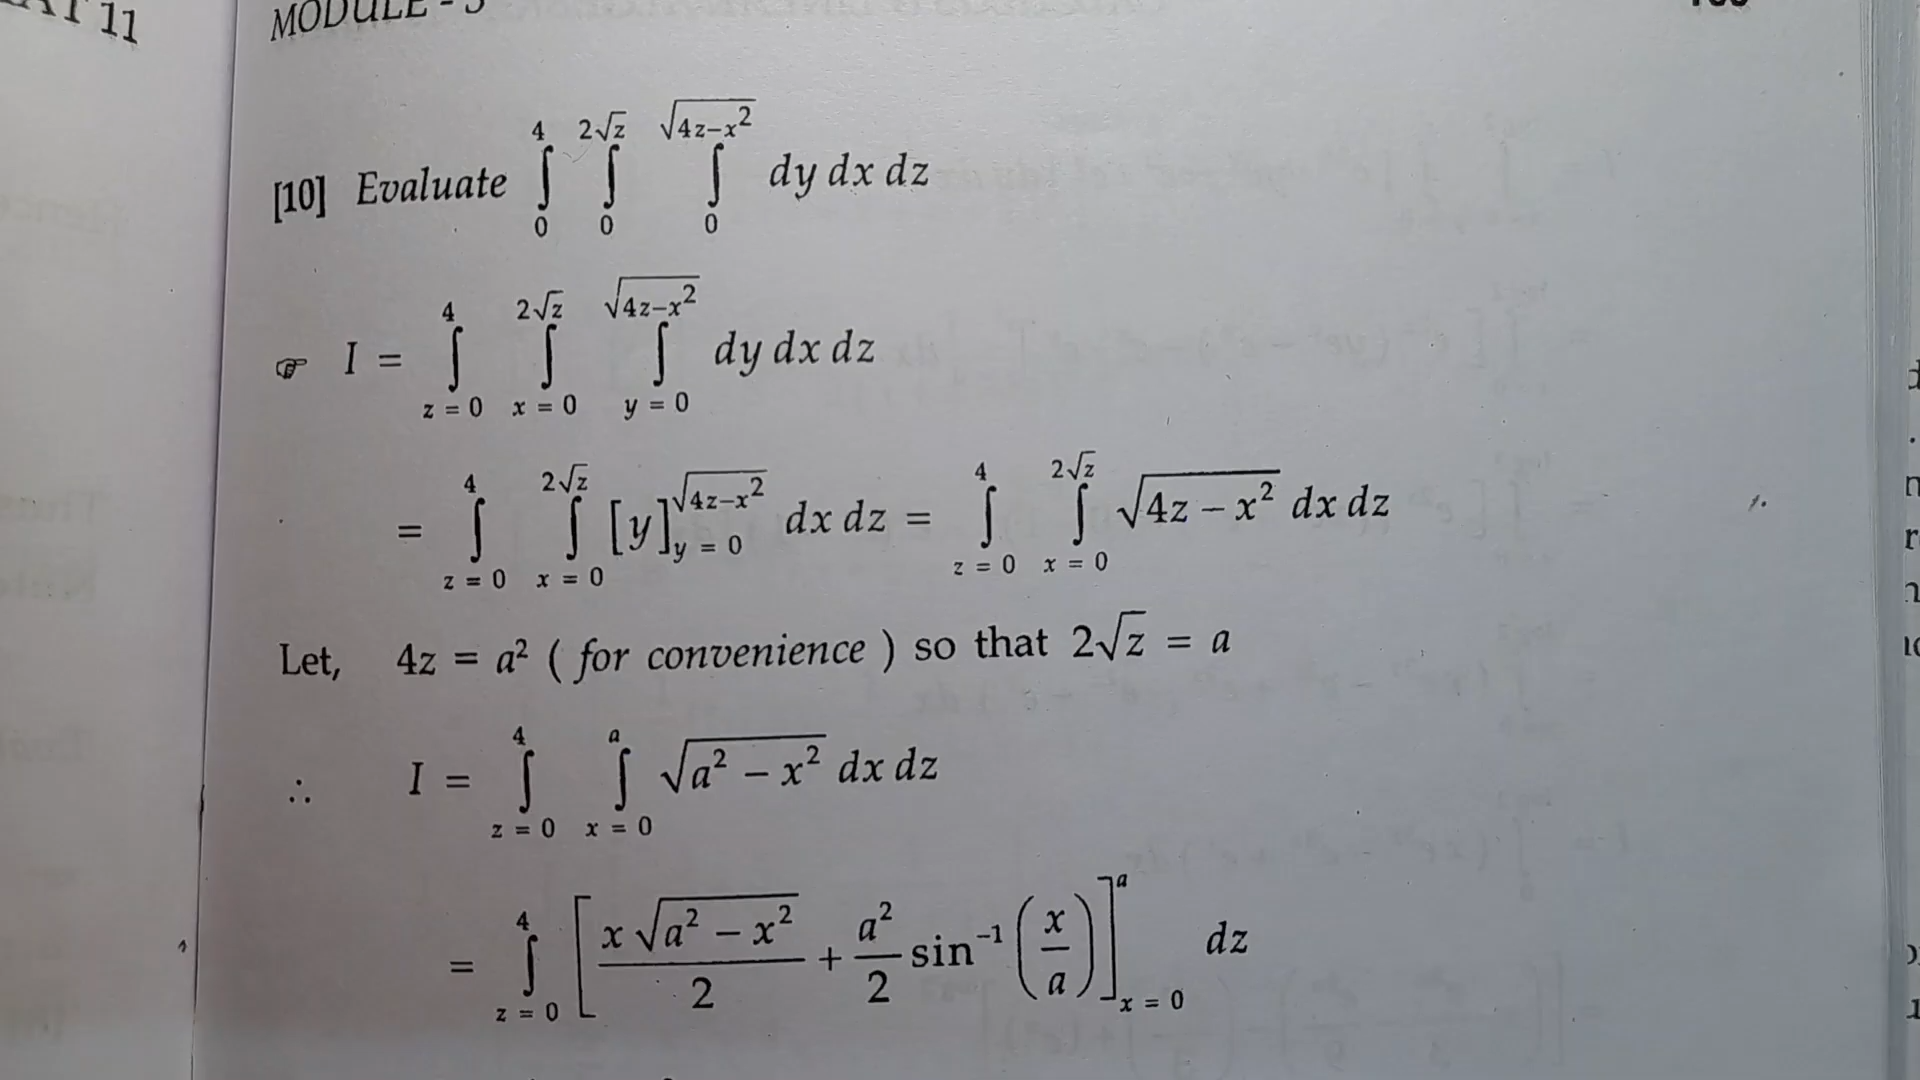 11
MODULE -
[10] Evaluate ∫₀⁴ ∫₀^{2√z} ∫₀^{√(4z−x²)} dy dx dz
☞ I = ∫_{z = 0}^{4} ∫_{x = 0}^{2√z} ∫_{y = 0}^{√(4z−x²)} dy dx dz
= ∫_{z = 0}^{4} ∫_{x = 0}^{2√z} [y]_{y = 0}^{√(4z−x²)} dx dz = ∫_{z = 0}^{4} ∫_{x = 0}^{2√z} √(4z − x²) dx dz
Let, 4z = a² ( for convenience ) so that 2√z = a
∴ I = ∫_{z = 0}^{4} ∫_{x = 0}^{a} √(a² − x²) dx dz
= ∫_{z = 0}^{4} [ x √(a² − x²) / 2 + a²/2 sin⁻¹ (x/a) ]_{x = 0}^{a} dz